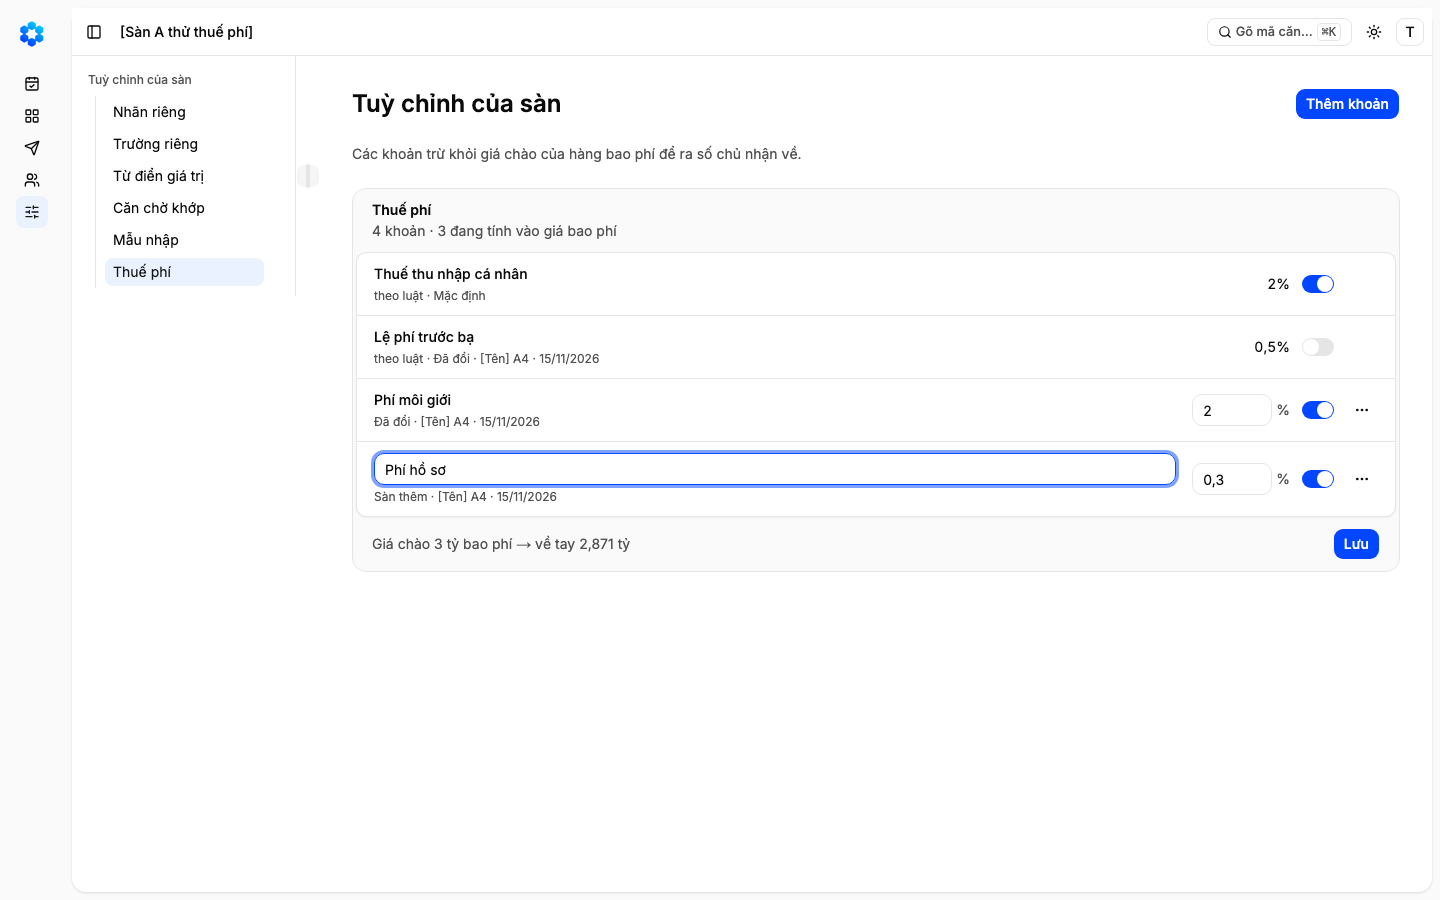 [Sàn A thử thuế phí]
Gõ mã căn... ⌘K
T
Tuỳ chỉnh của sàn
Nhãn riêng
Trường riêng
Từ điển giá trị
Căn chờ khớp
Mẫu nhập
Thuế phí
Tuỳ chỉnh của sàn
Thêm khoản
Các khoản trừ khỏi giá chào của hàng bao phí để ra số chủ nhận về.
Thuế phí
4 khoản · 3 đang tính vào giá bao phí
Thuế thu nhập cá nhân
theo luật · Mặc định
2%
Lệ phí trước bạ
theo luật · Đã đổi · [Tên] A4 · 15/11/2026
0,5%
Phí môi giới
Đã đổi · [Tên] A4 · 15/11/2026
2 %
Phí hồ sơ
Sàn thêm · [Tên] A4 · 15/11/2026
0,3 %
Giá chào 3 tỷ bao phí → về tay 2,871 tỷ
Lưu